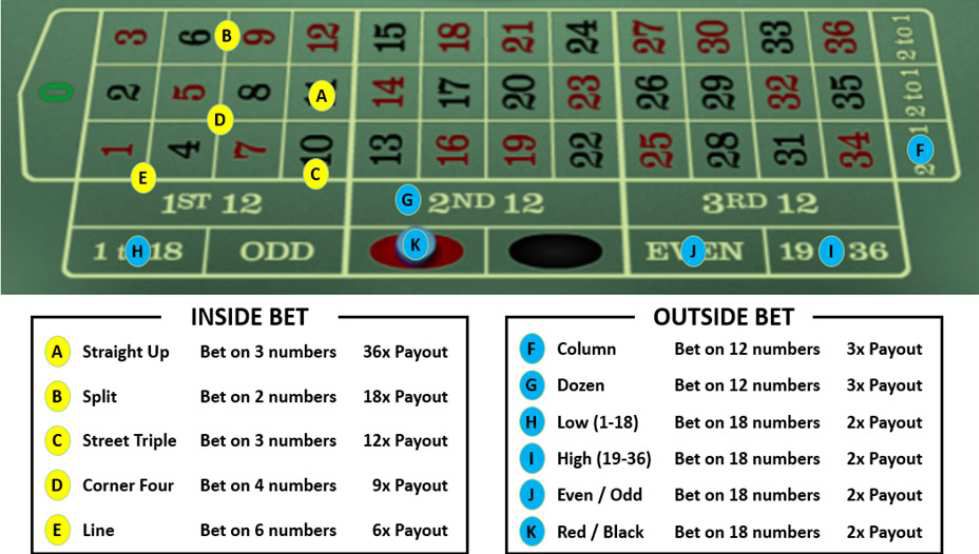 3 6 B 9 12 15 18 21 24 27 30 33 36 2 to 1
0 2 5 8 A 14 17 20 23 26 29 32 35 2 to 1
D
1 4 7 10 13 16 19 22 25 28 31 34 2 1 F
E C
1ST 12 G 2ND 12 3RD 12
1 t H 18 ODD K EVEN J 19 I 36
INSIDE BET
A Straight Up Bet on 3 numbers 36x Payout
B Split Bet on 2 numbers 18x Payout
C Street Triple Bet on 3 numbers 12x Payout
D Corner Four Bet on 4 numbers 9x Payout
E Line Bet on 6 numbers 6x Payout
OUTSIDE BET
F Column Bet on 12 numbers 3x Payout
G Dozen Bet on 12 numbers 3x Payout
H Low (1-18) Bet on 18 numbers 2x Payout
I High (19-36) Bet on 18 numbers 2x Payout
J Even / Odd Bet on 18 numbers 2x Payout
K Red / Black Bet on 18 numbers 2x Payout